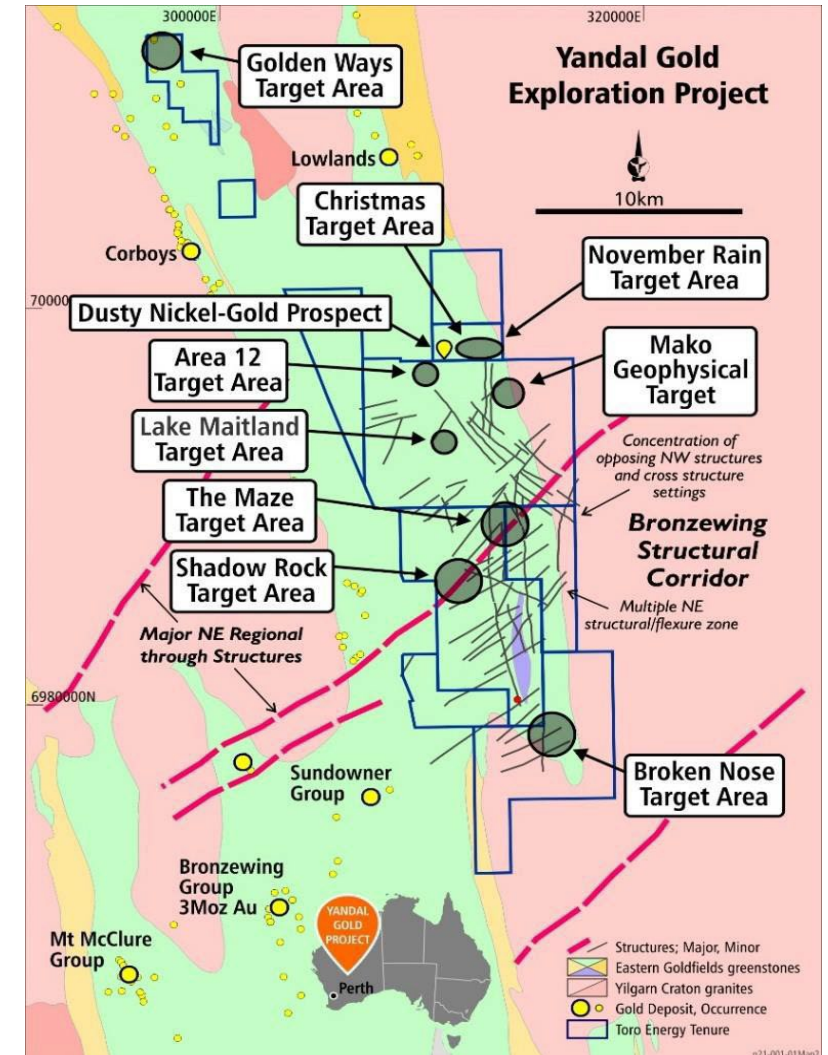 300000E
320000E
Yandal Gold
Exploration Project
Golden Ways
Target Area
Lowlands
10km
Christmas
Target Area
Corboys
November Rain
Target Area
70000
Dusty Nickel-Gold Prospect
Area 12
Target Area
Mako
Geophysical
Target
Lake Maitland
Target Area
Concentration of
opposing NW structures
and cross structure
settings
The Maze
Target Area
Bronzewing
Structural
Corridor
Shadow Rock
Target Area
Multiple NE
structural/flexure zone
Major NE Regional
through Structures
6980000N
Sundowner
Group
Broken Nose
Target Area
Bronzewing
Group
3Moz Au
YANDAL
GOLD
PROJECT
Mt McClure
Group
Perth
Structures; Major, Minor
Eastern Goldfields greenstones
Yilgarn Craton granites
Gold Deposit, Occurrence
Toro Energy Tenure